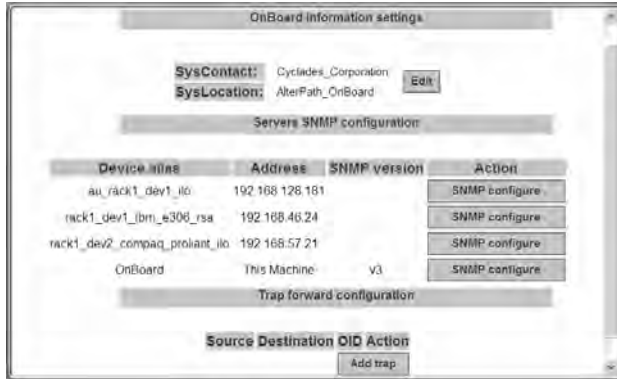 OnBoard information settings
SysContact: Cyclades_Corporation Edit
SysLocation: AlterPath_OnBoard
Servers SNMP configuration
Device alias Address SNMP version Action
au_rack1_dev1_ilo 192.168.128.181 SNMP configure
rack1_dev1_ibm_e306_rsa 192.168.46.24 SNMP configure
rack1_dev2_compaq_proliant_ilo 192.168.57.21 SNMP configure
OnBoard This Machine v3 SNMP configure
Trap forward configuration
Source Destination OID Action
Add trap